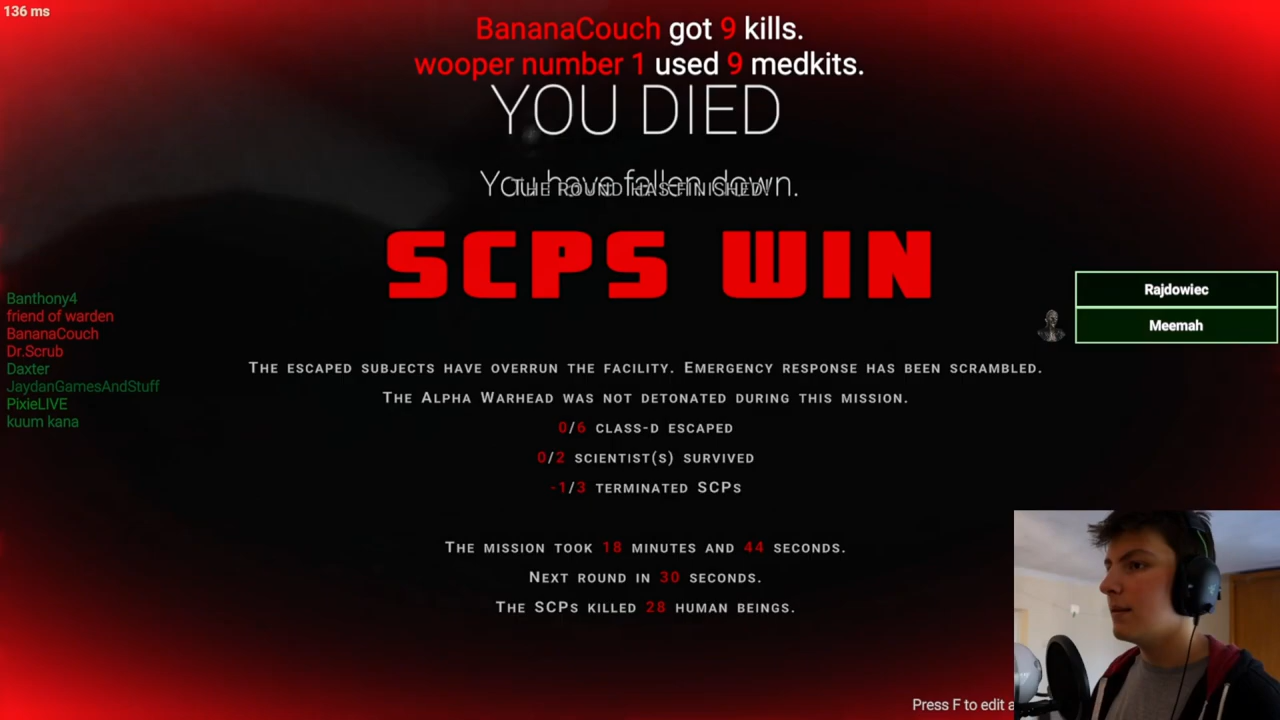 136 ms
BananaCouch got 9 kills.
wooper number 1 used 9 medkits.
YOU DIED
You have fallen down.
THE ROUND HAS FINISHED!
SCPS WIN
Banthony4
friend of warden
BananaCouch
Dr.Scrub
Daxter
JaydanGamesAndStuff
PixieLIVE
kuum kana
Rajdowiec
Meemah
THE ESCAPED SUBJECTS HAVE OVERRUN THE FACILITY. EMERGENCY RESPONSE HAS BEEN SCRAMBLED.
THE ALPHA WARHEAD WAS NOT DETONATED DURING THIS MISSION.
0/6 CLASS-D ESCAPED
0/2 SCIENTIST(S) SURVIVED
-1/3 TERMINATED SCPS
THE MISSION TOOK 18 MINUTES AND 44 SECONDS.
NEXT ROUND IN 30 SECONDS.
THE SCPS KILLED 28 HUMAN BEINGS.
Press F to edit a